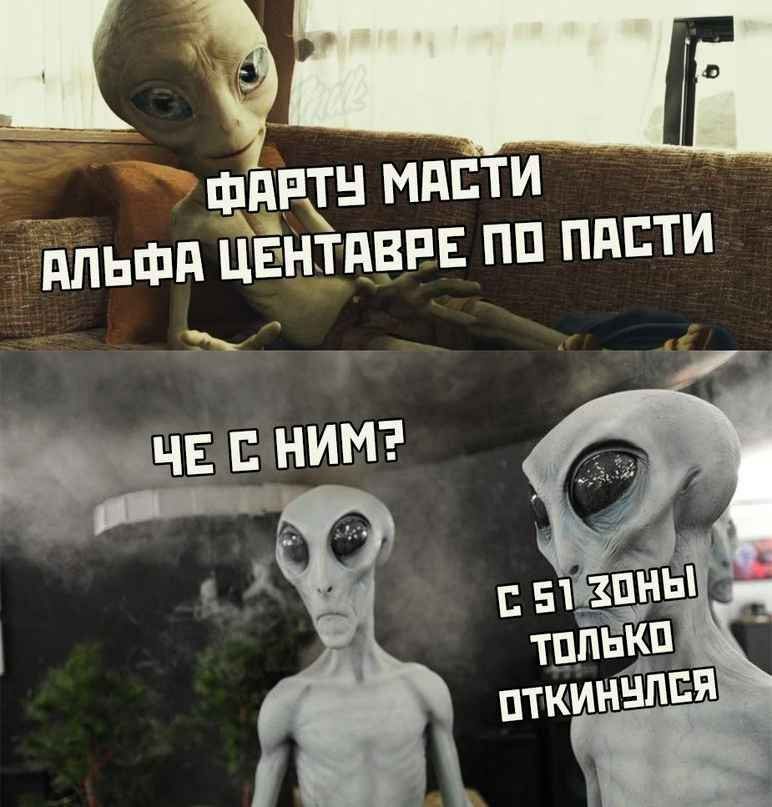 ФАРТУ МАСТИ
АЛЬФА ЦЕНТАВРЕ ПО ПАСТИ
ЧЕ С НИМ?
С 51 ЗОНЫ
ТОЛЬКО
ОТКИНУЛСЯ